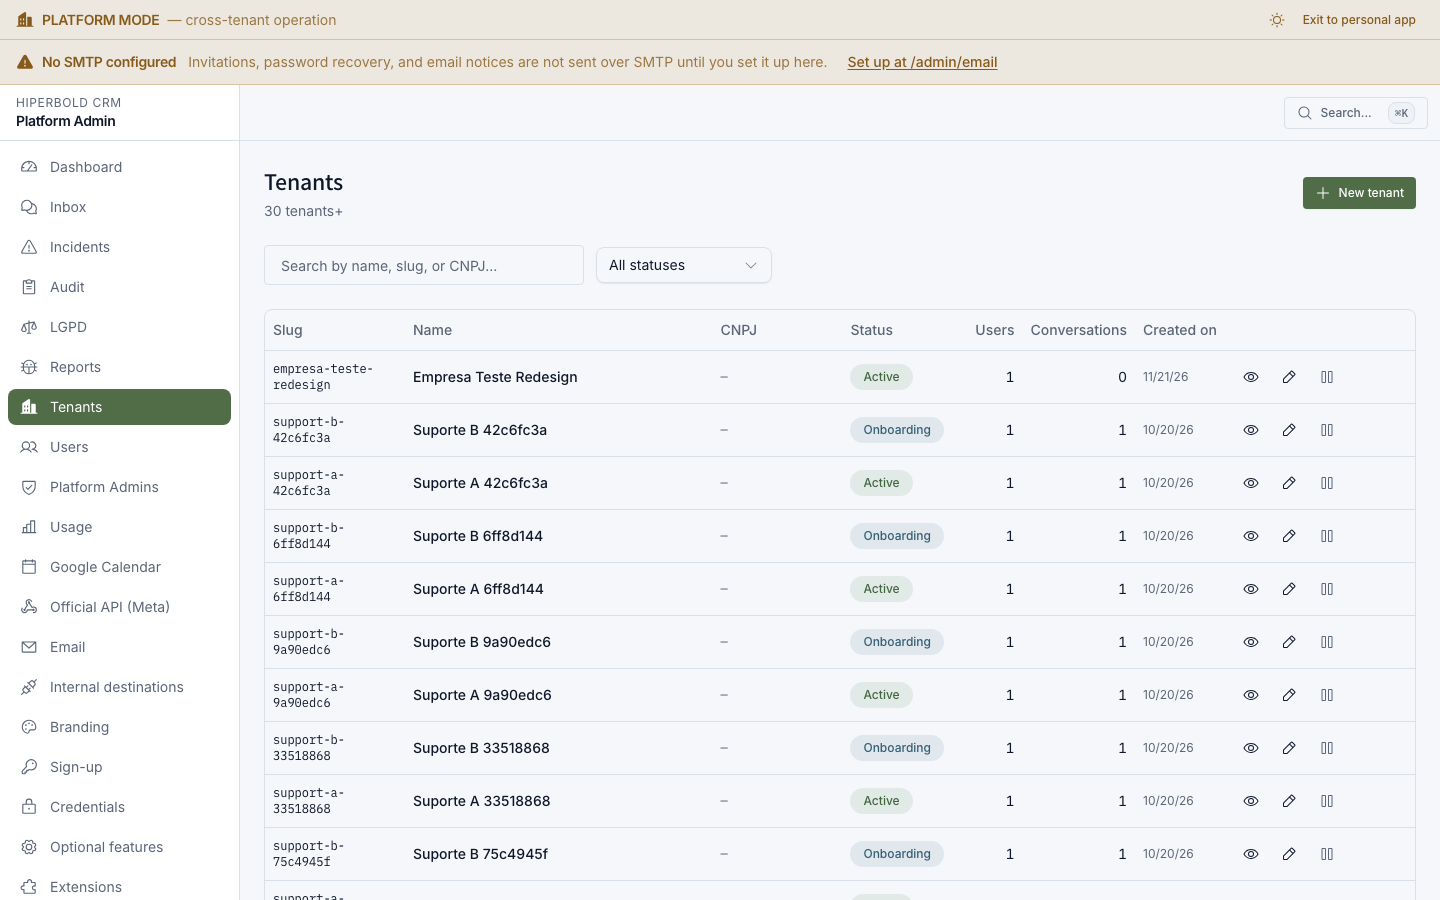 PLATFORM MODE — cross-tenant operation
Exit to personal app
No SMTP configured Invitations, password recovery, and email notices are not sent over SMTP until you set it up here. Set up at /admin/email
HIPERBOLD CRM
Platform Admin
Search... ⌘K
Dashboard
Inbox
Incidents
Audit
LGPD
Reports
Tenants
Users
Platform Admins
Usage
Google Calendar
Official API (Meta)
Email
Internal destinations
Branding
Sign-up
Credentials
Optional features
Extensions
Tenants
30 tenants+
New tenant
Search by name, slug, or CNPJ...
All statuses
Slug Name CNPJ Status Users Conversations Created on
empresa-teste-
redesign
Empresa Teste Redesign — Active 1 0 11/21/26
support-b-
42c6fc3a
Suporte B 42c6fc3a — Onboarding 1 1 10/20/26
support-a-
42c6fc3a
Suporte A 42c6fc3a — Active 1 1 10/20/26
support-b-
6ff8d144
Suporte B 6ff8d144 — Onboarding 1 1 10/20/26
support-a-
6ff8d144
Suporte A 6ff8d144 — Active 1 1 10/20/26
support-b-
9a90edc6
Suporte B 9a90edc6 — Onboarding 1 1 10/20/26
support-a-
9a90edc6
Suporte A 9a90edc6 — Active 1 1 10/20/26
support-b-
33518868
Suporte B 33518868 — Onboarding 1 1 10/20/26
support-a-
33518868
Suporte A 33518868 — Active 1 1 10/20/26
support-b-
75c4945f
Suporte B 75c4945f — Onboarding 1 1 10/20/26